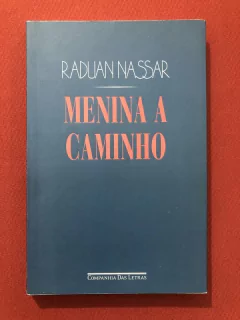 RADUAN NASSAR
MENINA A
CAMINHO
COMPANHIA DAS LETRAS